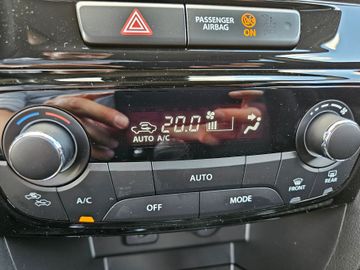 PASSENGER
AIRBAG
ON
20.0
AUTO A/C
AUTO
A/C
OFF
MODE
FRONT
REAR